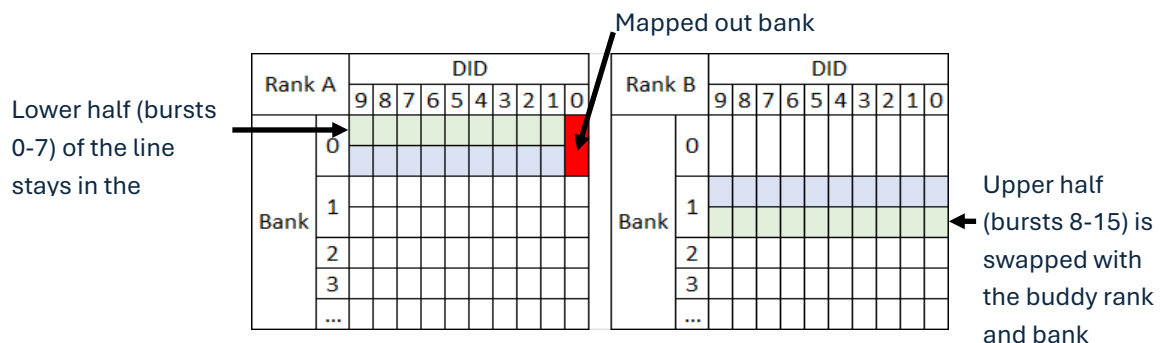 Mapped out bank
Lower half (bursts
0-7) of the line
stays in the
Rank A
DID
9 8 7 6 5 4 3 2 1 0
Bank
0
1
2
3
...
Rank B
DID
9 8 7 6 5 4 3 2 1 0
Bank
0
1
2
3
...
Upper half
(bursts 8-15) is
swapped with
the buddy rank
and bank